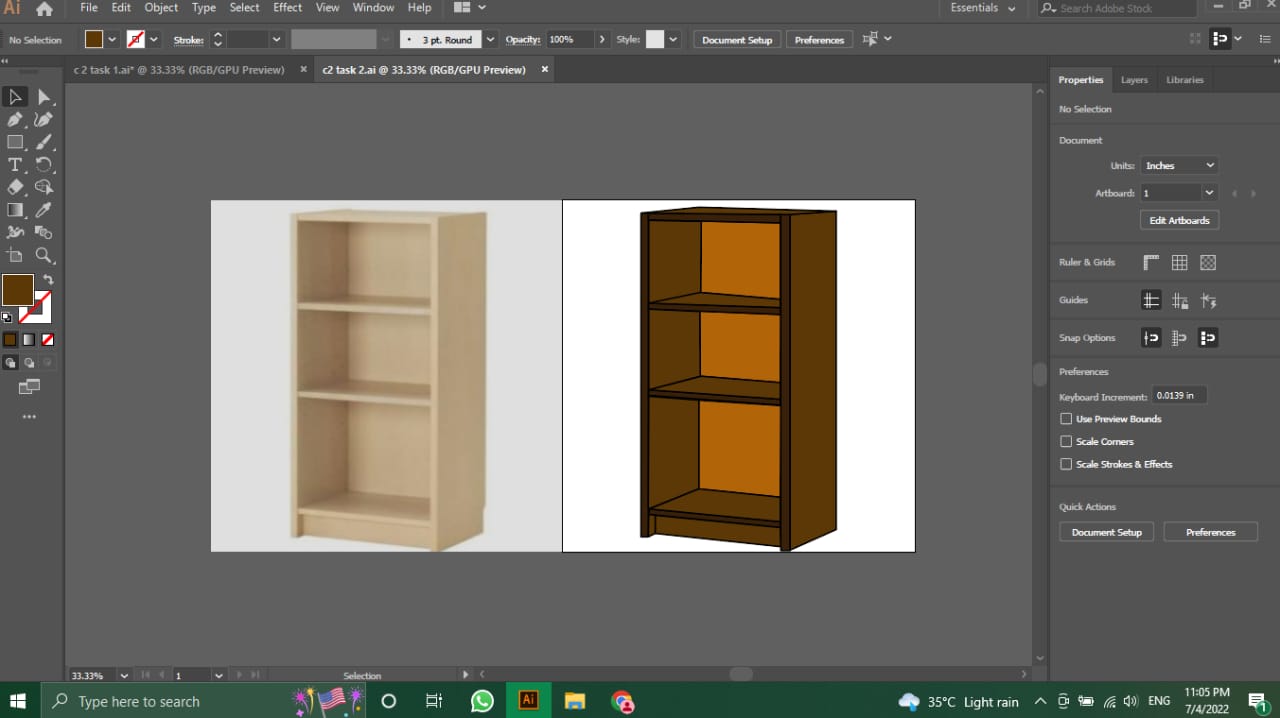 Ai File Edit Object Type Select Effect View Window Help Essentials Search Adobe Stock
No Selection Stroke: 3 pt. Round Opacity: 100% Style: Document Setup Preferences
c 2 task 1.ai* @ 33.33% (RGB/GPU Preview) × c2 task 2.ai @ 33.33% (RGB/GPU Preview) ×
Properties Layers Libraries
No Selection
Document
Units: Inches
Artboard: 1
Edit Artboards
Ruler & Grids
Guides
Snap Options
Preferences
Keyboard Increment: 0.0139 in
Use Preview Bounds
Scale Corners
Scale Strokes & Effects
Quick Actions
Document Setup Preferences
33.33% 1 Selection
Type here to search Ai 35°C Light rain ENG 11:05 PM
7/4/2022 1